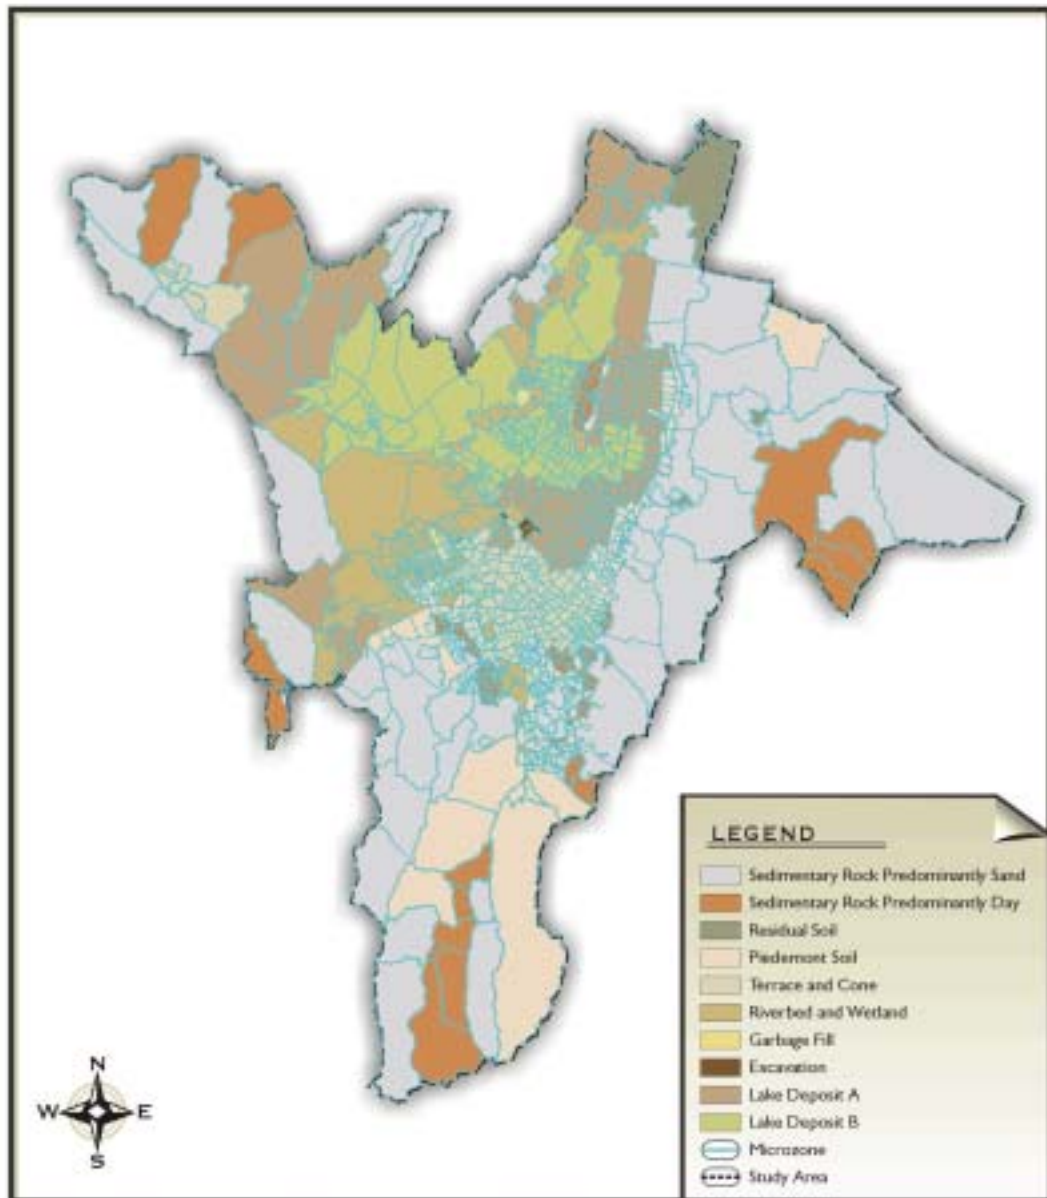 LEGEND
Sedimentary Rock Predominantly Sand
Sedimentary Rock Predominantly Day
Residual Soil
Piedemont Soil
Terrace and Cone
Riverbed and Wetland
Garbage Fill
Excavation
Lake Deposit A
Lake Deposit B
Microzone
Study Area
N
W E
S